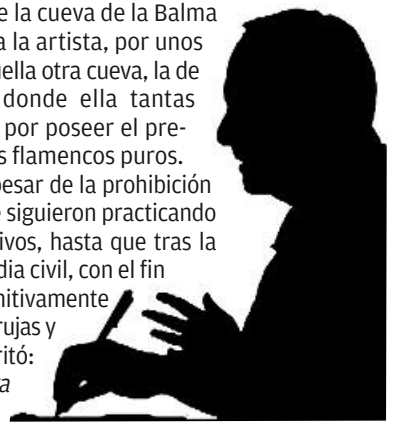 e la cueva de la Balma
a la artista, por unos
uella otra cueva, la de
donde ella tantas
por poseer el pre-
s flamencos puros.
pesar de la prohibición
e siguieron practicando
ivos, hasta que tras la
dia civil, con el fin
nitivamente
rujas y
ritó:
a